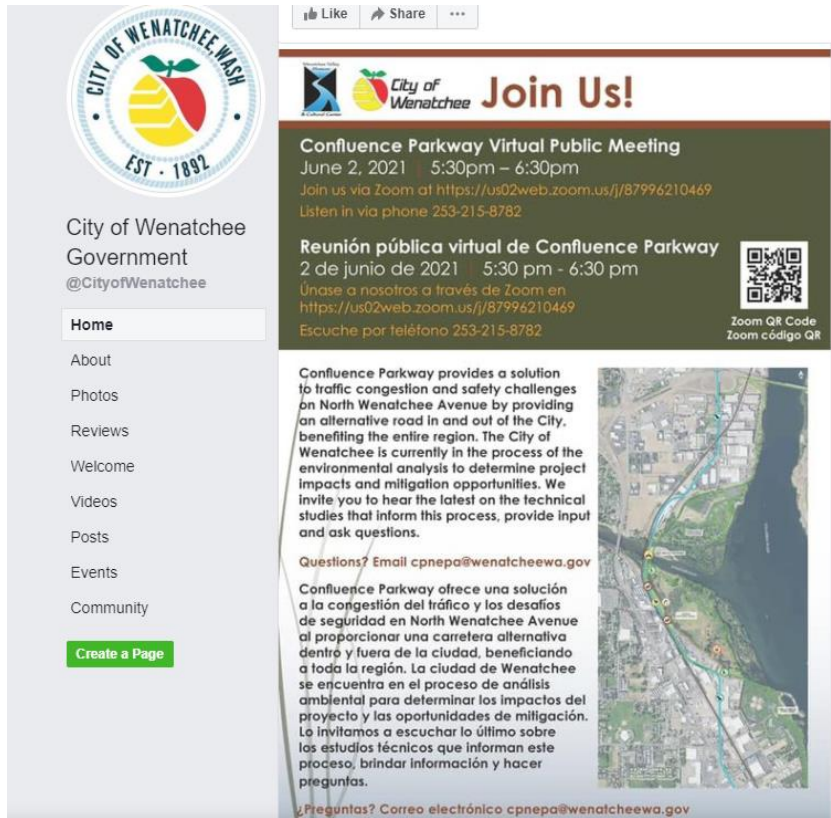 CITY OF WENATCHEE, WASH
EST · 1892
City of Wenatchee
Government
@CityofWenatchee
Home
About
Photos
Reviews
Welcome
Videos
Posts
Events
Community
Create a Page
Like
Share
...
City of
Wenatchee
Join Us!
Confluence Parkway Virtual Public Meeting
June 2, 2021 | 5:30pm – 6:30pm
Join us via Zoom at https://us02web.zoom.us/j/87996210469
Listen in via phone 253-215-8782
Reunión pública virtual de Confluence Parkway
2 de junio de 2021 | 5:30 pm - 6:30 pm
Únase a nosotros a través de Zoom en
https://us02web.zoom.us/j/87996210469
Escuche por teléfono 253-215-8782
Zoom QR Code
Zoom código QR
Confluence Parkway provides a solution
to traffic congestion and safety challenges
on North Wenatchee Avenue by providing
an alternative road in and out of the City,
benefiting the entire region. The City of
Wenatchee is currently in the process of the
environmental analysis to determine project
impacts and mitigation opportunities. We
invite you to hear the latest on the technical
studies that inform this process, provide input
and ask questions.
Questions? Email cpnepa@wenatcheewa.gov
Confluence Parkway ofrece una solución
a la congestión del tráfico y los desafíos
de seguridad en North Wenatchee Avenue
al proporcionar una carretera alternativa
dentro y fuera de la ciudad, beneficiando
a toda la región. La ciudad de Wenatchee
se encuentra en el proceso de análisis
ambiental para determinar los impactos del
proyecto y las oportunidades de mitigación.
Lo invitamos a escuchar lo último sobre
los estudios técnicos que informan este
proceso, brindar información y hacer
preguntas.
¿Preguntas? Correo electrónico cpnepa@wenatcheewa.gov